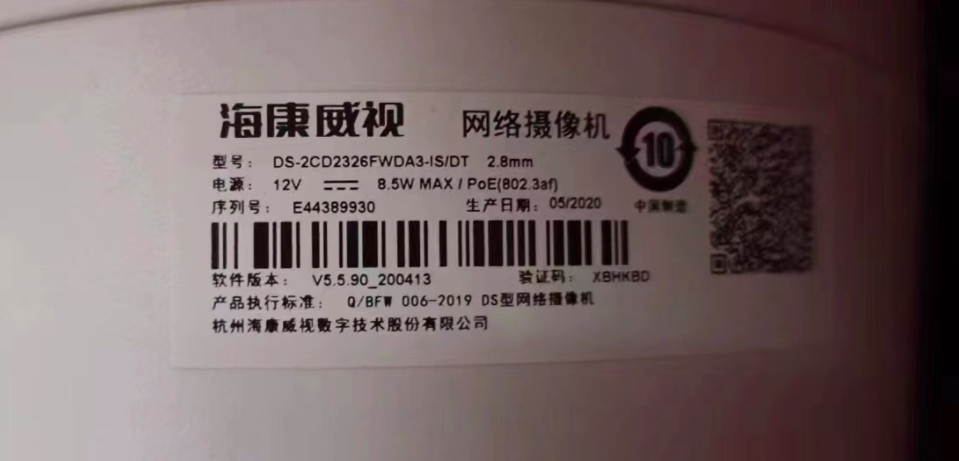 海康威视 网络摄像机
10
型号： DS-2CD2326FWDA3-IS/DT 2.8mm
电源： 12V 8.5W MAX / PoE(802.3af)
序列号： E44389930 生产日期： 05/2020 中国制造
软件版本： V5.5.90_200413 验证码： XBHKBD
产品执行标准： Q/BFW 006-2019 DS型网络摄像机
杭州海康威视数字技术股份有限公司